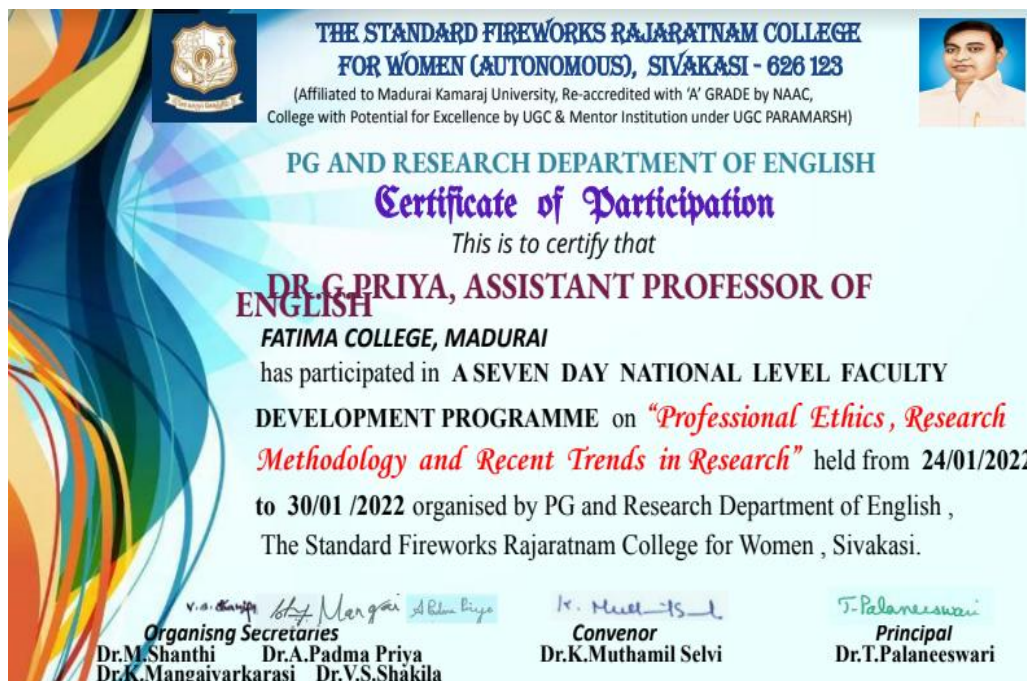 THE STANDARD FIREWORKS RAJARATNAM COLLEGE
FOR WOMEN (AUTONOMOUS), SIVAKASI - 626 123
(Affiliated to Madurai Kamaraj University, Re-accredited with 'A' GRADE by NAAC,
College with Potential for Excellence by UGC & Mentor Institution under UGC PARAMARSH)
PG AND RESEARCH DEPARTMENT OF ENGLISH
Certificate of Participation
This is to certify that
DR.G.PRIYA, ASSISTANT PROFESSOR OF
ENGLISH
FATIMA COLLEGE, MADURAI
has participated in A SEVEN DAY NATIONAL LEVEL FACULTY
DEVELOPMENT PROGRAMME on "Professional Ethics, Research
Methodology and Recent Trends in Research" held from 24/01/2022
to 30/01 /2022 organised by PG and Research Department of English ,
The Standard Fireworks Rajaratnam College for Women , Sivakasi.
Mangai A Padma Priya T. Palaneeswari
Organisng Secretaries Convenor Principal
Dr.M.Shanthi Dr.A.Padma Priya Dr.K.Muthamil Selvi Dr.T.Palaneeswari
Dr.K.Mangaiyarkarasi Dr.V.S.Shakila